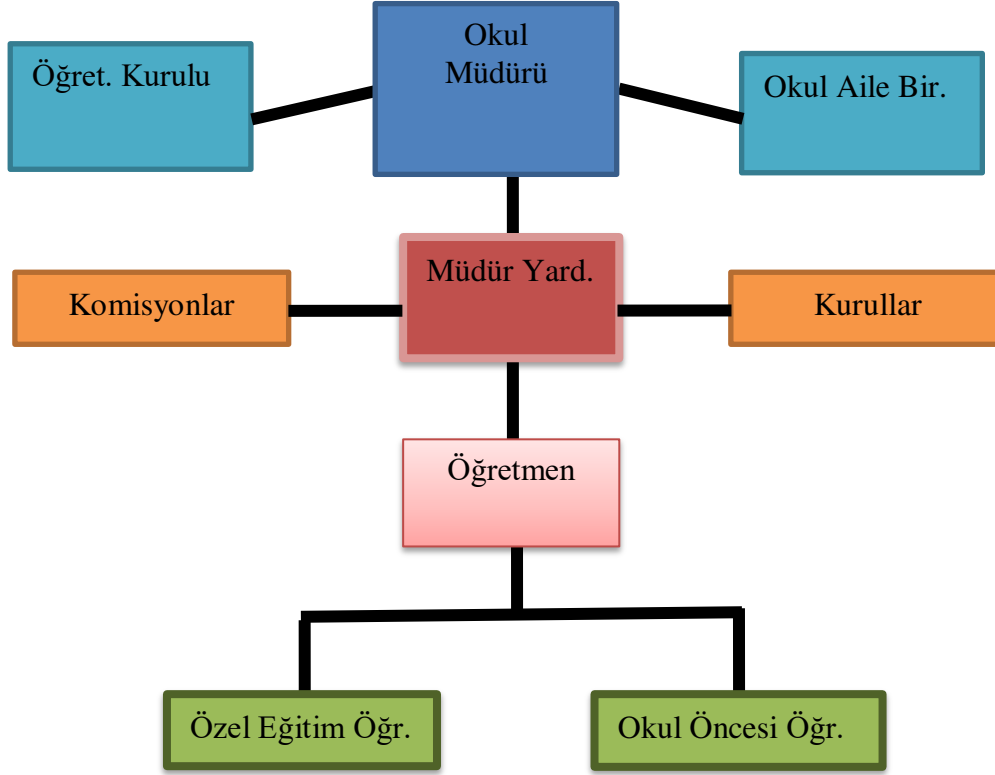 Okul
Müdürü
Öğret. Kurulu
Okul Aile Bir.
Müdür Yard.
Komisyonlar
Kurullar
Öğretmen
Özel Eğitim Öğr.
Okul Öncesi Öğr.